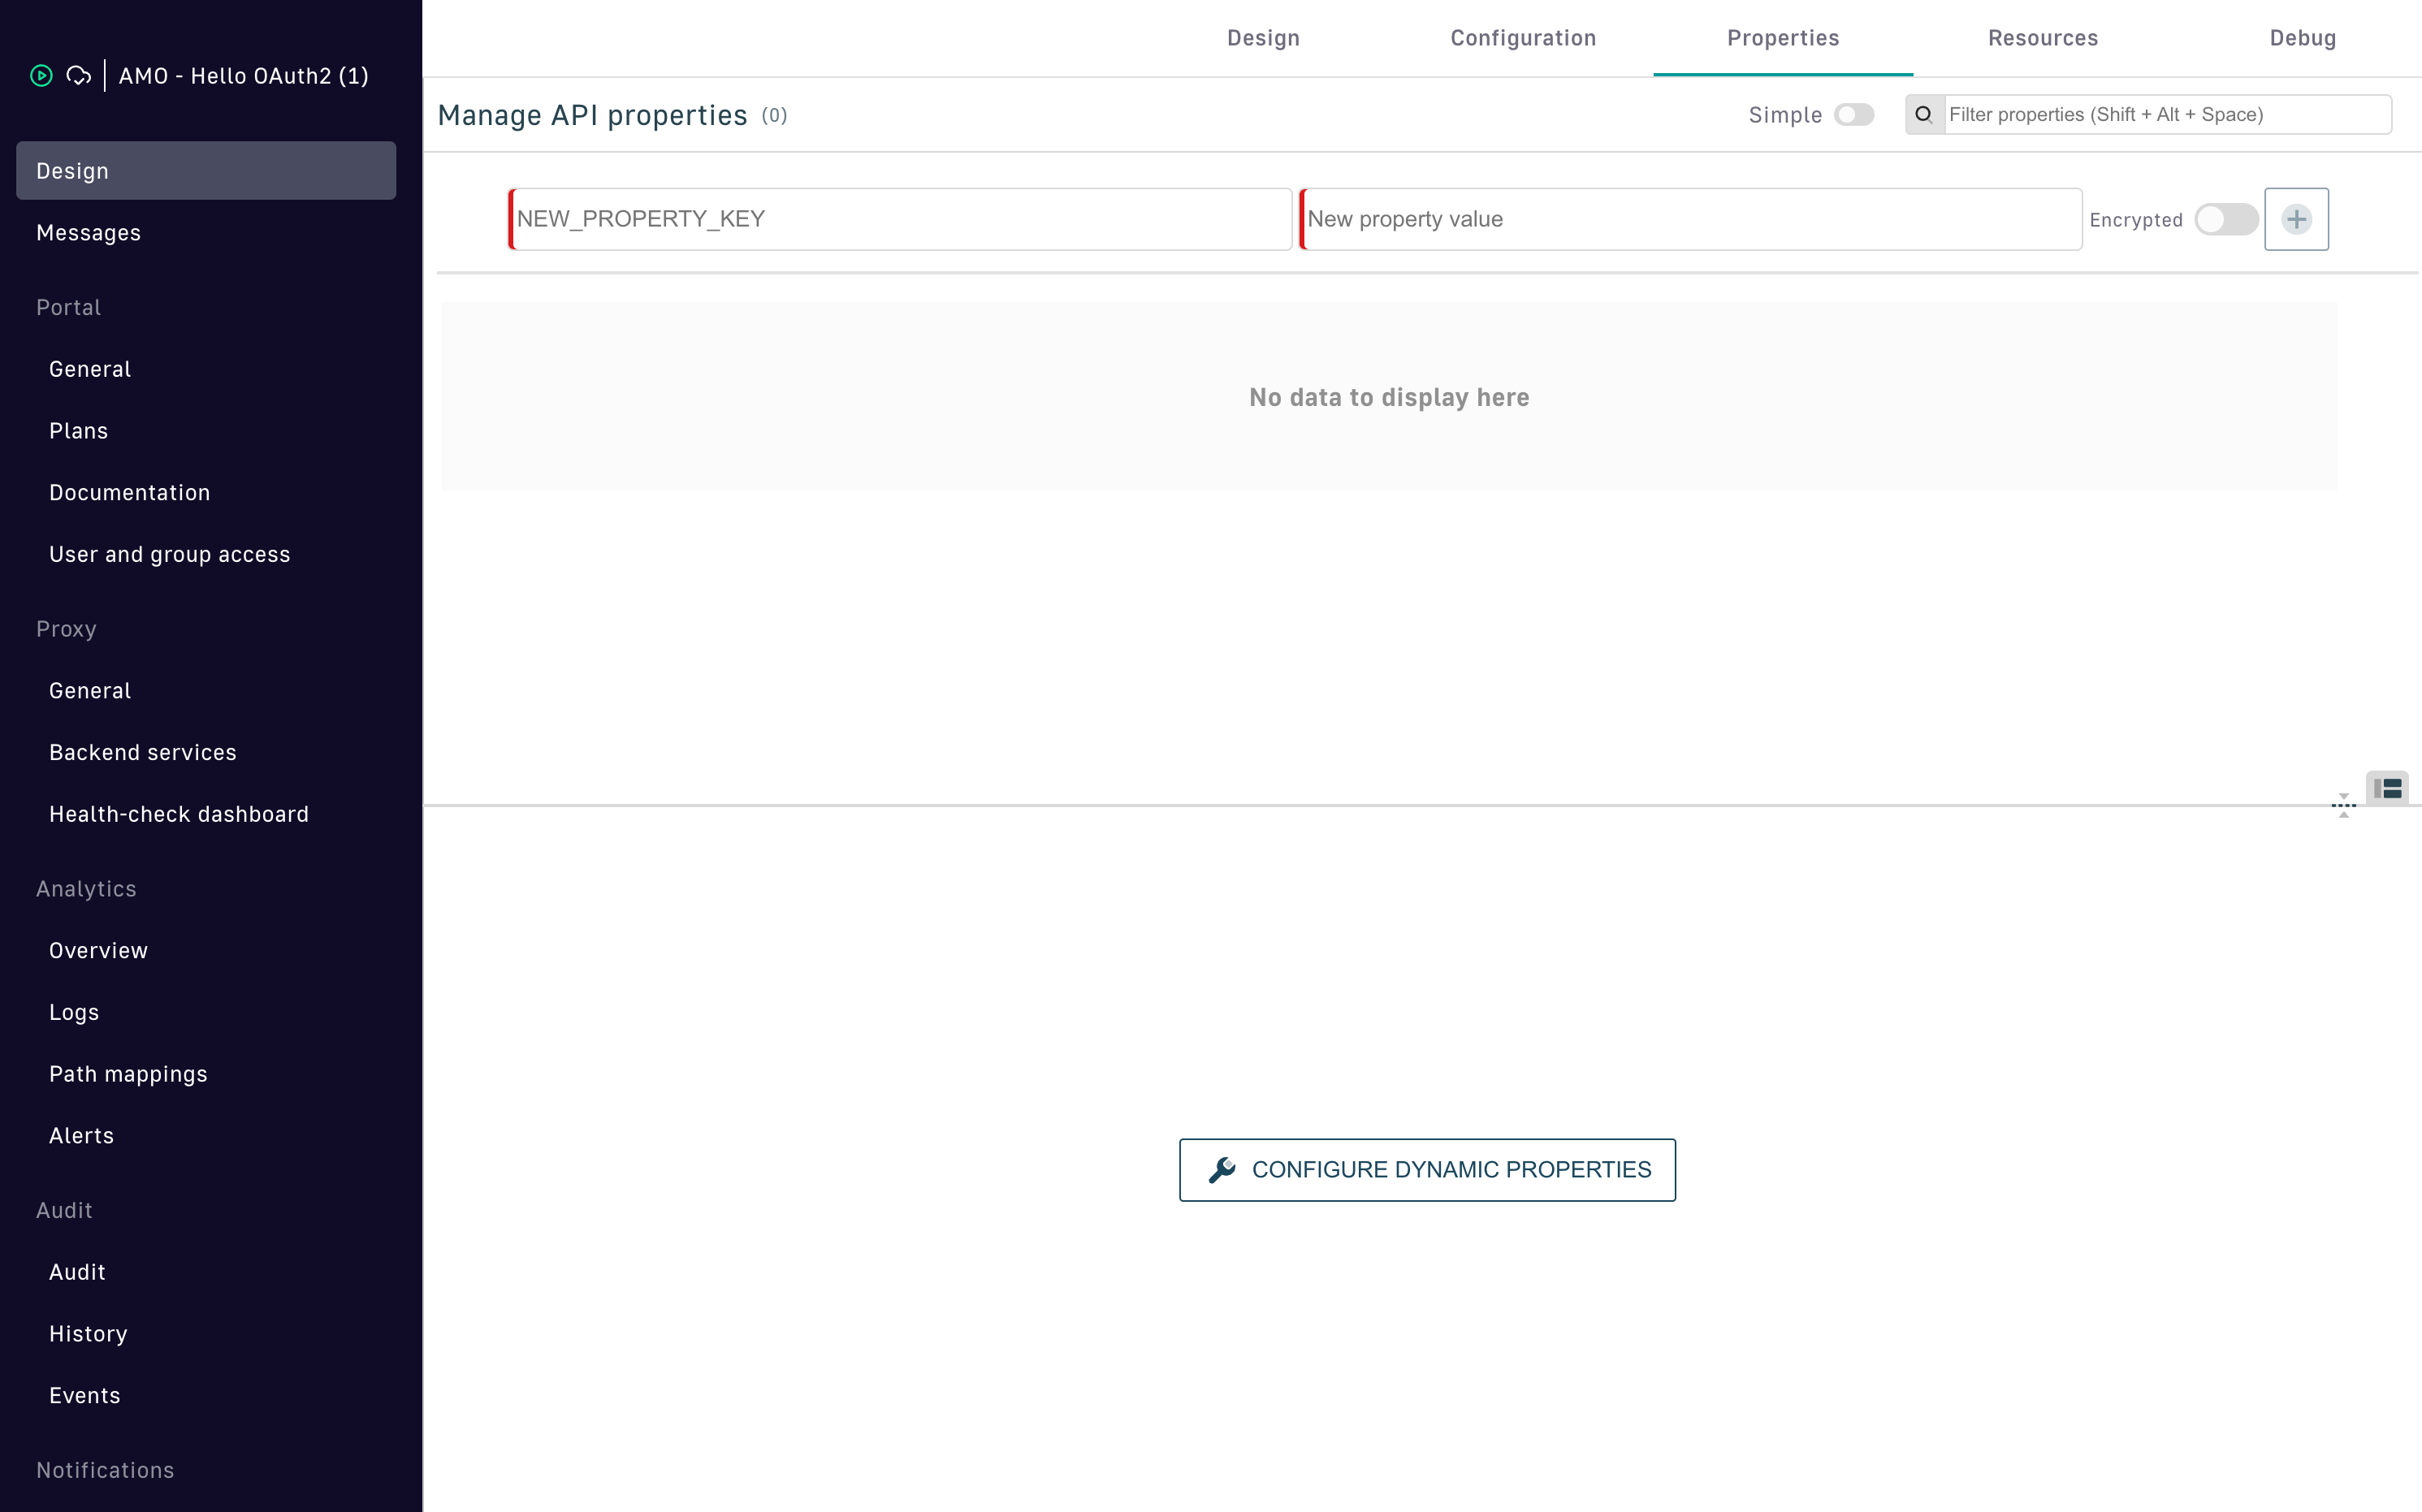 AMO - Hello OAuth2 (1)
Design
Messages
Portal
General
Plans
Documentation
User and group access
Proxy
General
Backend services
Health-check dashboard
Analytics
Overview
Logs
Path mappings
Alerts
Audit
Audit
History
Events
Notifications
Design Configuration Properties Resources Debug
Manage API properties (0) Simple Filter properties (Shift + Alt + Space)
NEW_PROPERTY_KEY New property value Encrypted
No data to display here
CONFIGURE DYNAMIC PROPERTIES